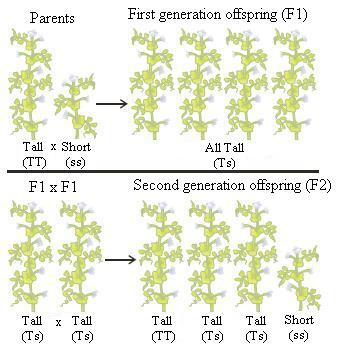 Parents
First generation offspring (F1)
Tall x Short
(TT) (ss)
All Tall
(Ts)
F1 x F1
Second generation offspring (F2)
Tall x Tall
(Ts) (Ts)
Tall Tall Tall Short
(TT) (Ts) (Ts) (ss)